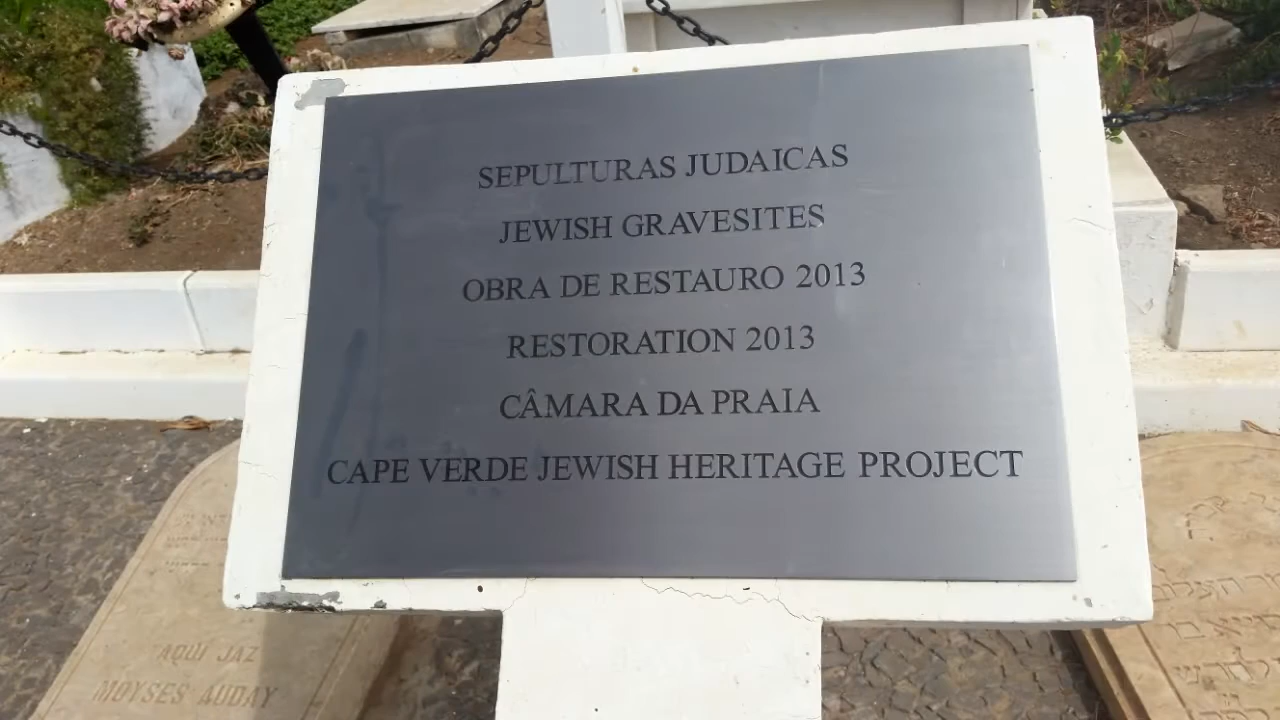 SEPULTURAS JUDAICAS
JEWISH GRAVESITES
OBRA DE RESTAURO 2013
RESTORATION 2013
CÂMARA DA PRAIA
CAPE VERDE JEWISH HERITAGE PROJECT
AQUI JAZ
MOYSES AUDAY